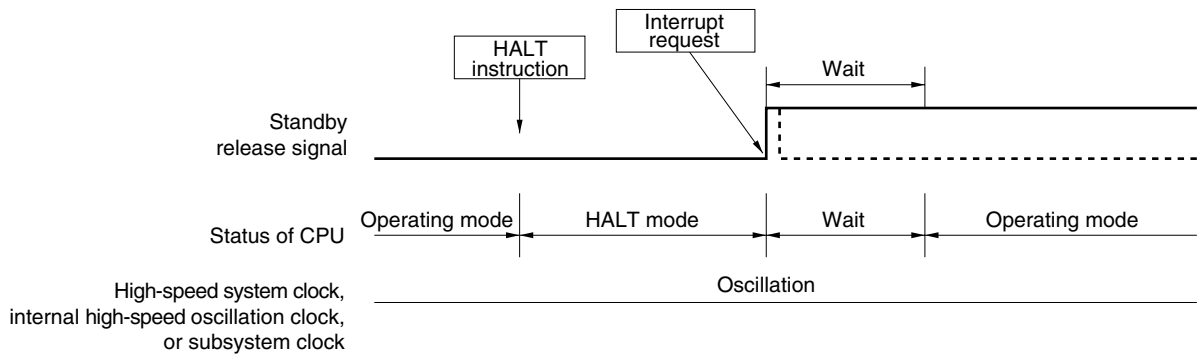 Interrupt
request
HALT
instruction
Wait
Standby
release signal
Operating mode
HALT mode
Wait
Operating mode
Status of CPU
Oscillation
High-speed system clock,
internal high-speed oscillation clock,
or subsystem clock